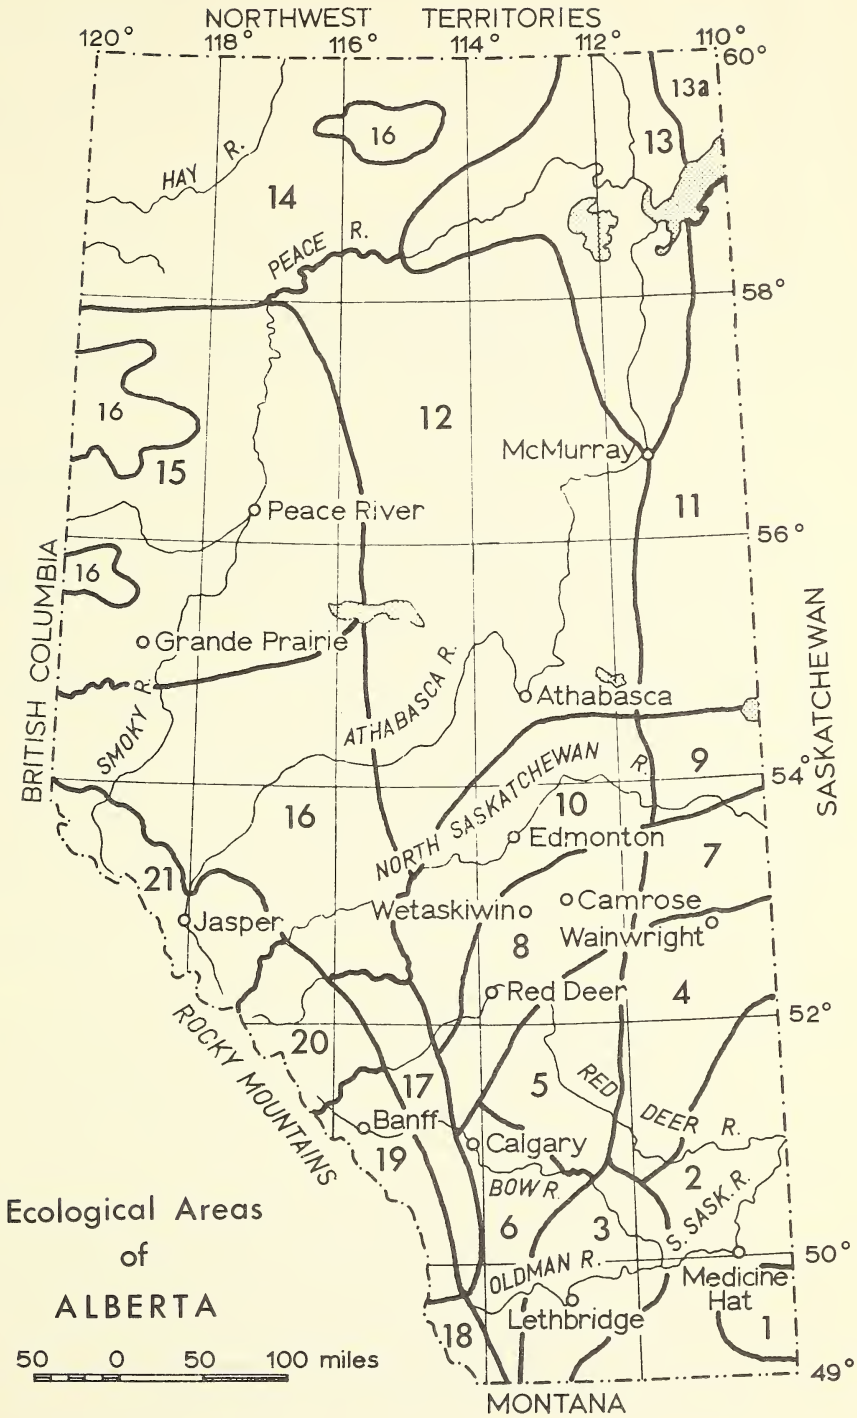 NORTHWEST TERRITORIES
120° 118° 116° 114° 112° 110°
60°
13a
16
13
HAY R.
14
PEACE R.
58°
16
12
15
McMurray
11
Peace River
56°
16
BRITISH COLUMBIA
SASKATCHEWAN
Grande Prairie
SMOKY R.
ATHABASCA R.
Athabasca
NORTH SASKATCHEWAN R.
9
54°
10
16
Edmonton
7
21
Jasper
Wetaskiwin
Camrose
Wainwright
8
Red Deer
4
52°
ROCKY MOUNTAINS
20
17
5
RED DEER R.
Banff
Calgary
19
2
BOW R.
S. SASK. R.
6
3
OLDMAN R.
50°
Medicine
Hat
Lethbridge
18
1
49°
MONTANA
Ecological Areas
of
ALBERTA
50 0 50 100 miles